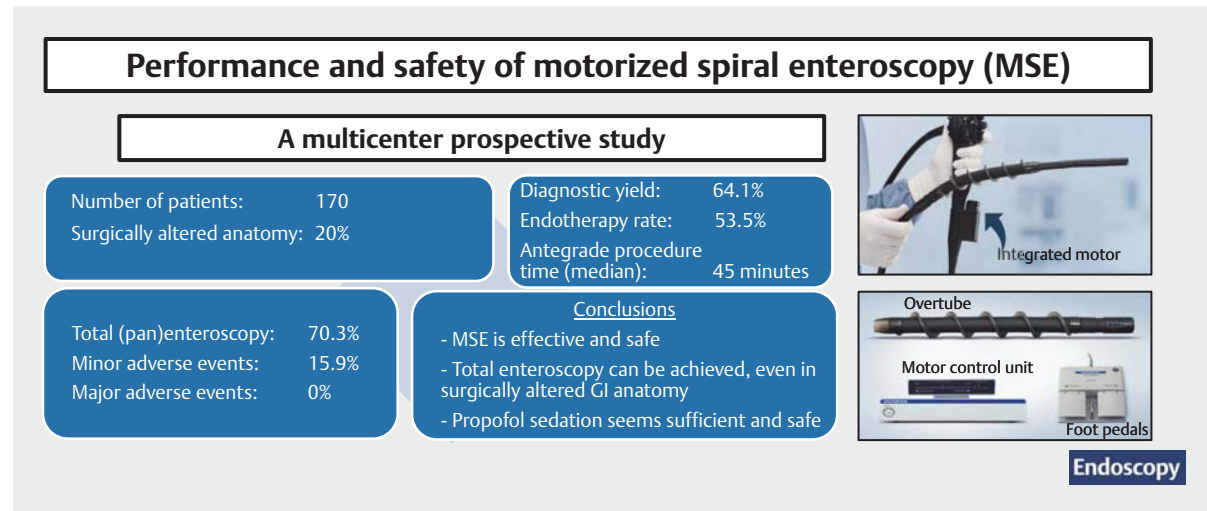 Performance and safety of motorized spiral enteroscopy (MSE)
A multicenter prospective study
Number of patients: 170
Surgically altered anatomy: 20%
Diagnostic yield: 64.1%
Endotherapy rate: 53.5%
Antegrade procedure
time (median): 45 minutes
Total (pan)enteroscopy: 70.3%
Minor adverse events: 15.9%
Major adverse events: 0%
Conclusions
- MSE is effective and safe
- Total enteroscopy can be achieved, even in
surgically altered GI anatomy
- Propofol sedation seems sufficient and safe
Integrated motor
Overtube
Motor control unit
Foot pedals
Endoscopy